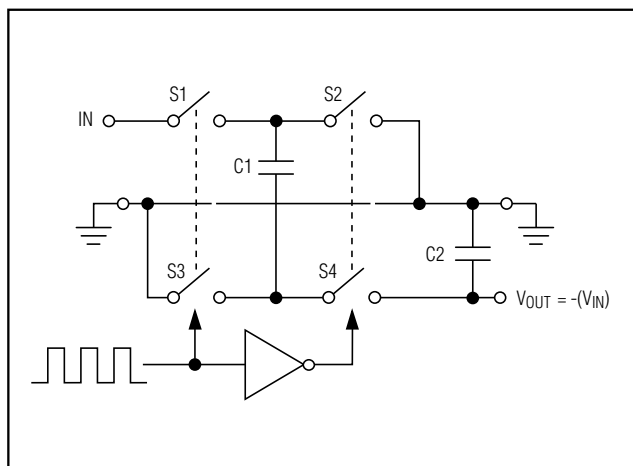 S1
S2
IN
C1
C2
S3
S4
VOUT = -(VIN)